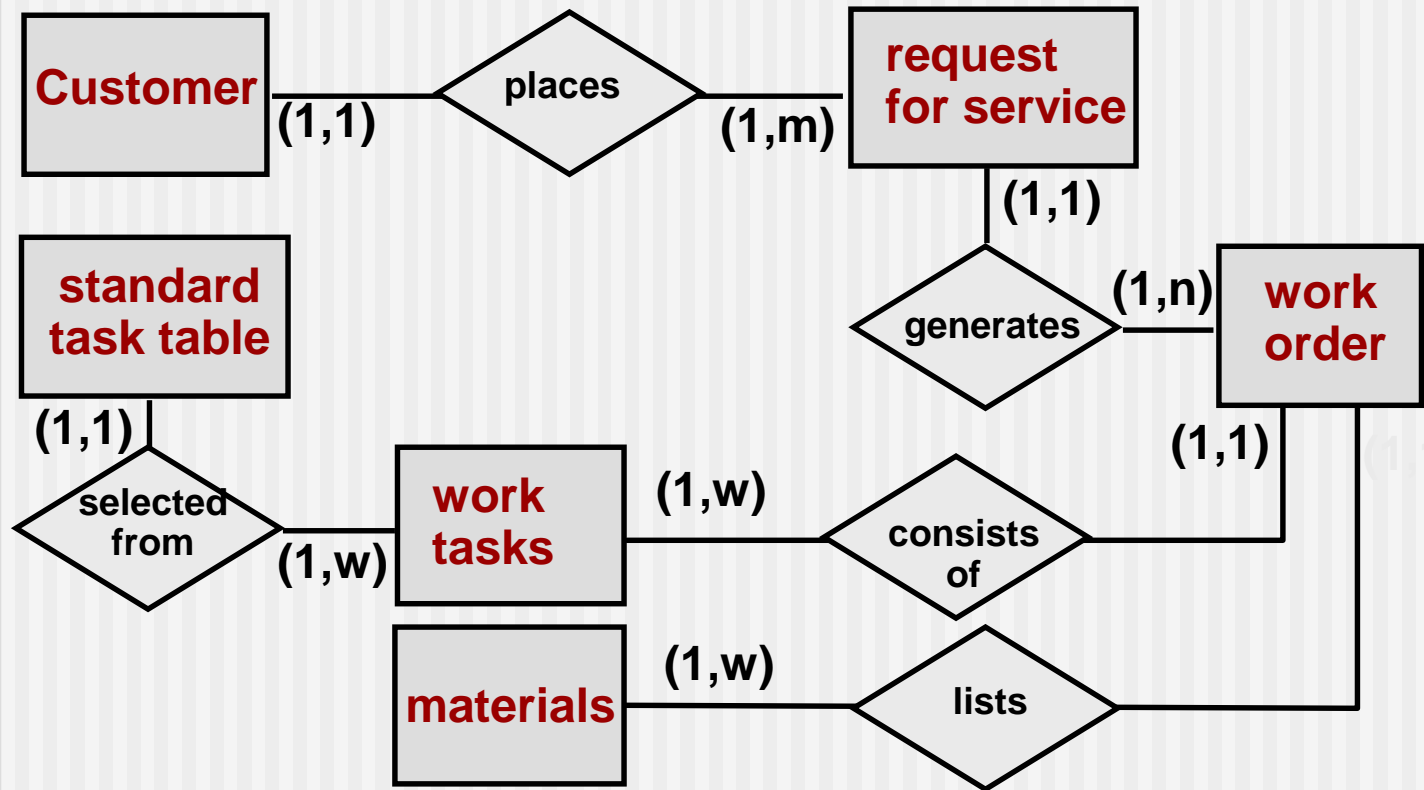 Customer
(1,1)
places
(1,m)
request
for service
(1,1)
standard
task table
(1,1)
generates
(1,n)
work
order
(1,1)
selected
from
(1,w)
work
tasks
(1,w)
consists
of
materials
(1,w)
lists